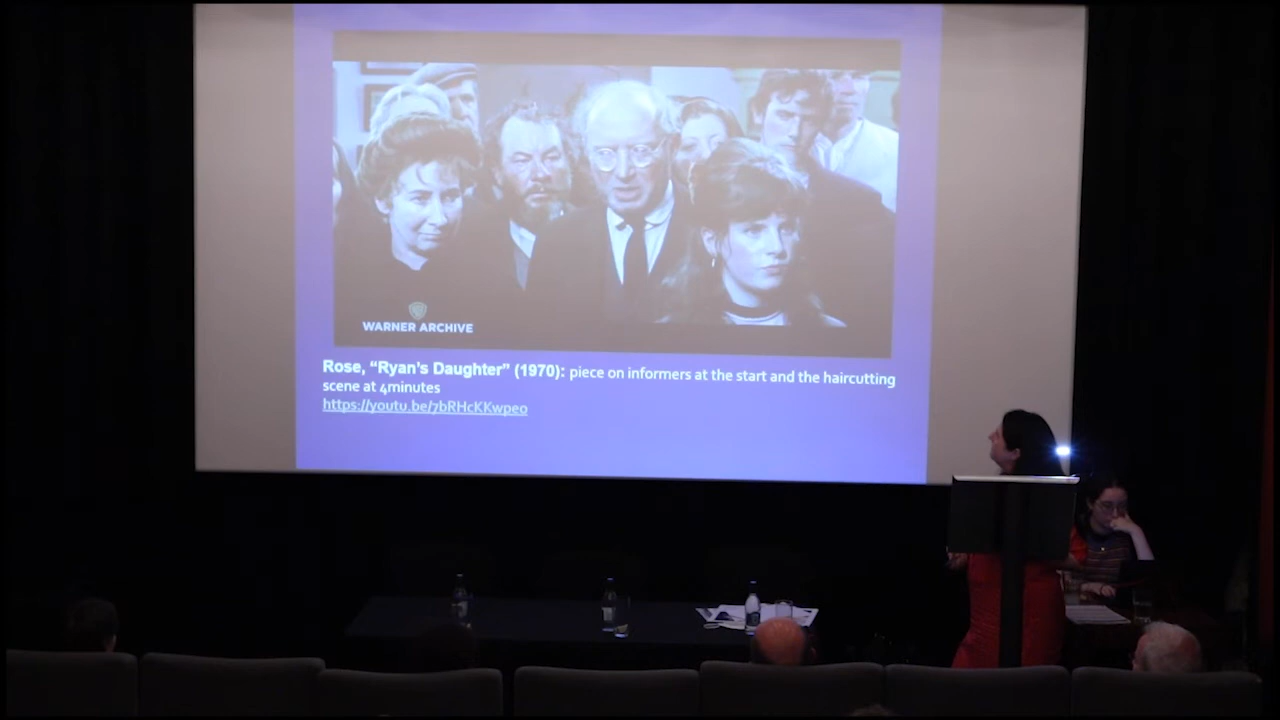 WARNER ARCHIVE
Rose, “Ryan’s Daughter” (1970): piece on informers at the start and the haircutting
scene at 4minutes
https://youtu.be/7bRHcKKwpeo